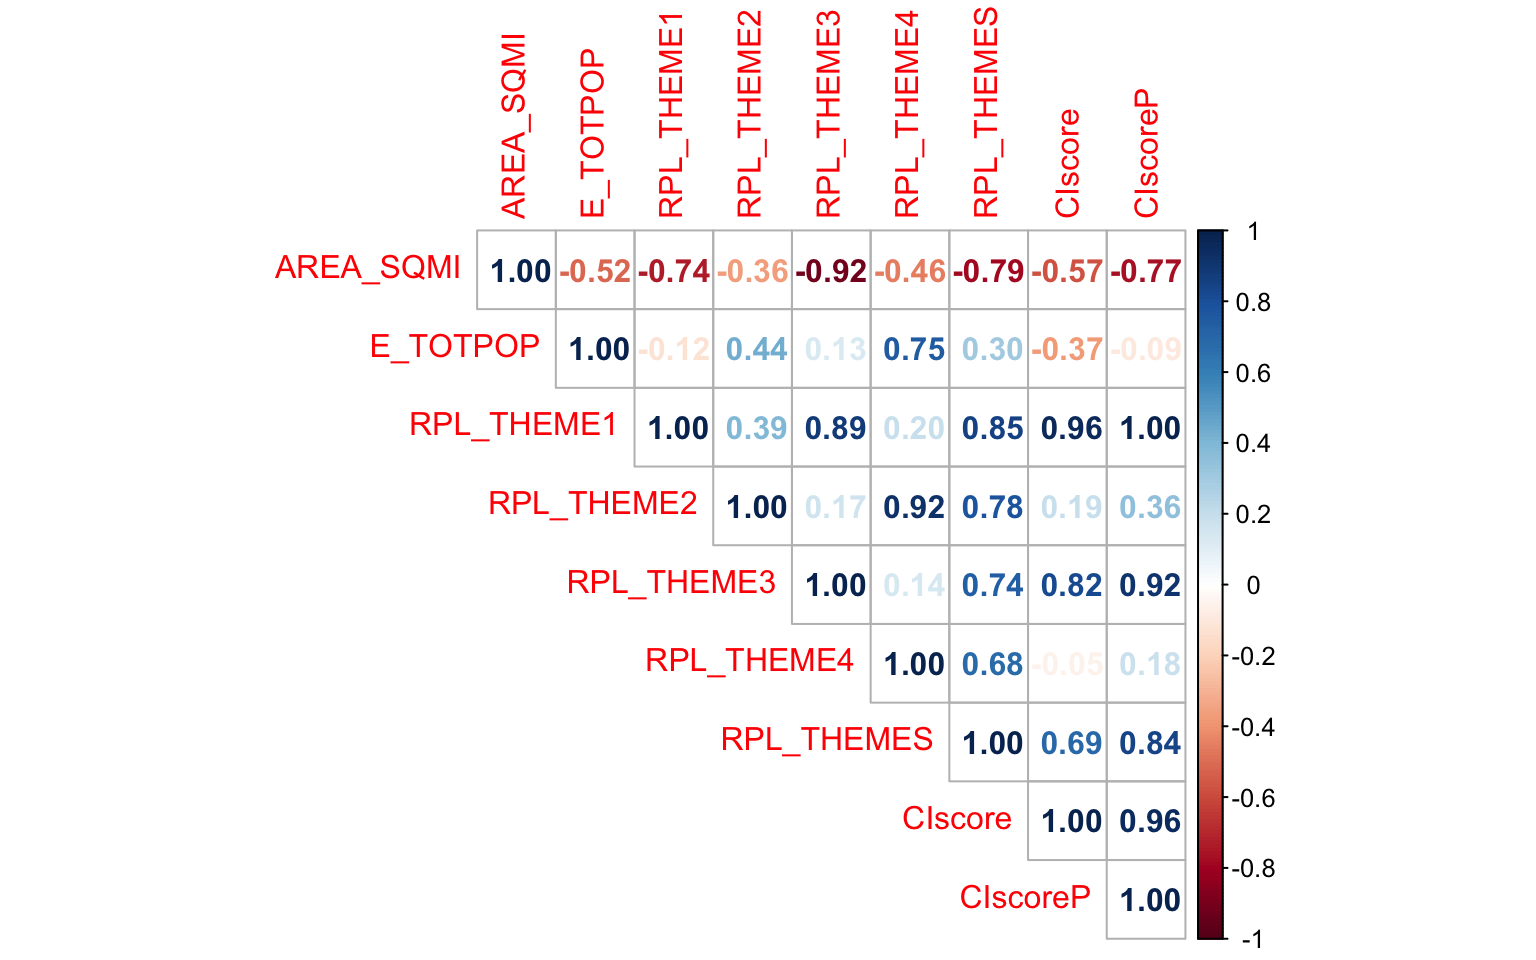 AREA_SQMI E_TOTPOP RPL_THEME1 RPL_THEME2 RPL_THEME3 RPL_THEME4 RPL_THEMES CIscore CIscoreP
AREA_SQMI 1.00 -0.52 -0.74 -0.36 -0.92 -0.46 -0.79 -0.57 -0.77
E_TOTPOP 1.00 -0.12 0.44 0.13 0.75 0.30 -0.37 -0.09
RPL_THEME1 1.00 0.39 0.89 0.20 0.85 0.96 1.00
RPL_THEME2 1.00 0.17 0.92 0.78 0.19 0.36
RPL_THEME3 1.00 0.14 0.74 0.82 0.92
RPL_THEME4 1.00 0.68 -0.05 0.18
RPL_THEMES 1.00 0.69 0.84
CIscore 1.00 0.96
CIscoreP 1.00
1
0.8
0.6
0.4
0.2
0
-0.2
-0.4
-0.6
-0.8
-1